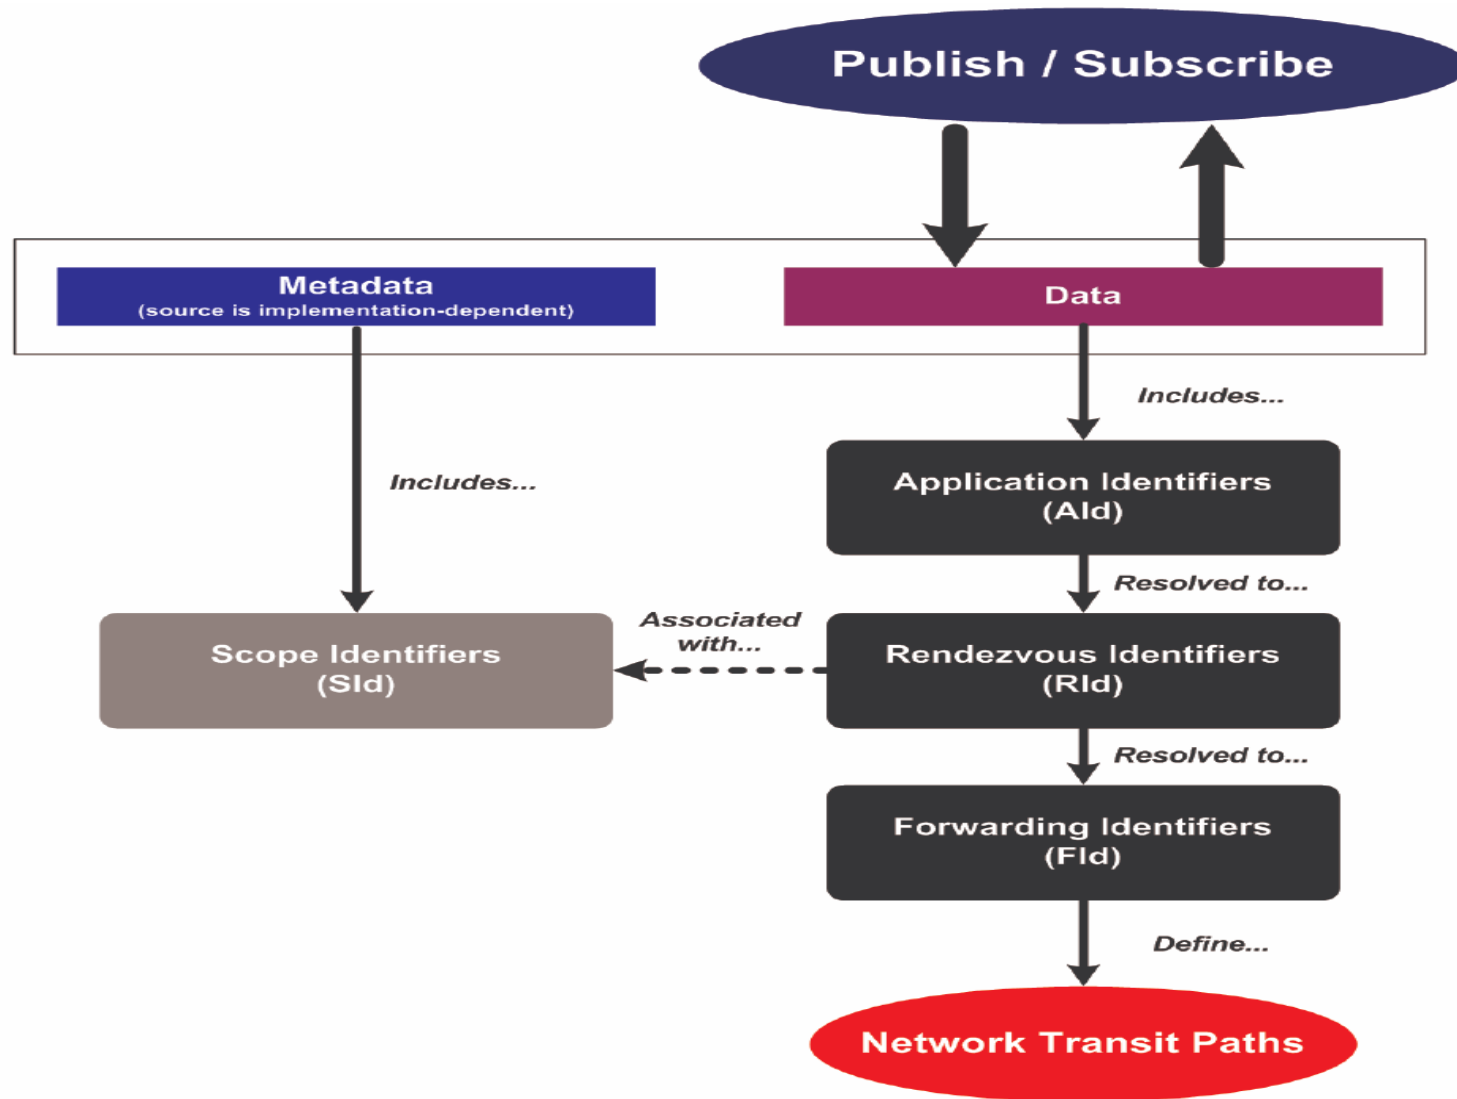 Publish / Subscribe
Metadata
(source is implementation-dependent)
Data
Includes...
Application Identifiers
(AId)
Includes...
Resolved to...
Associated
with...
Scope Identifiers
(SId)
Rendezvous Identifiers
(RId)
Resolved to...
Forwarding Identifiers
(FId)
Define...
Network Transit Paths